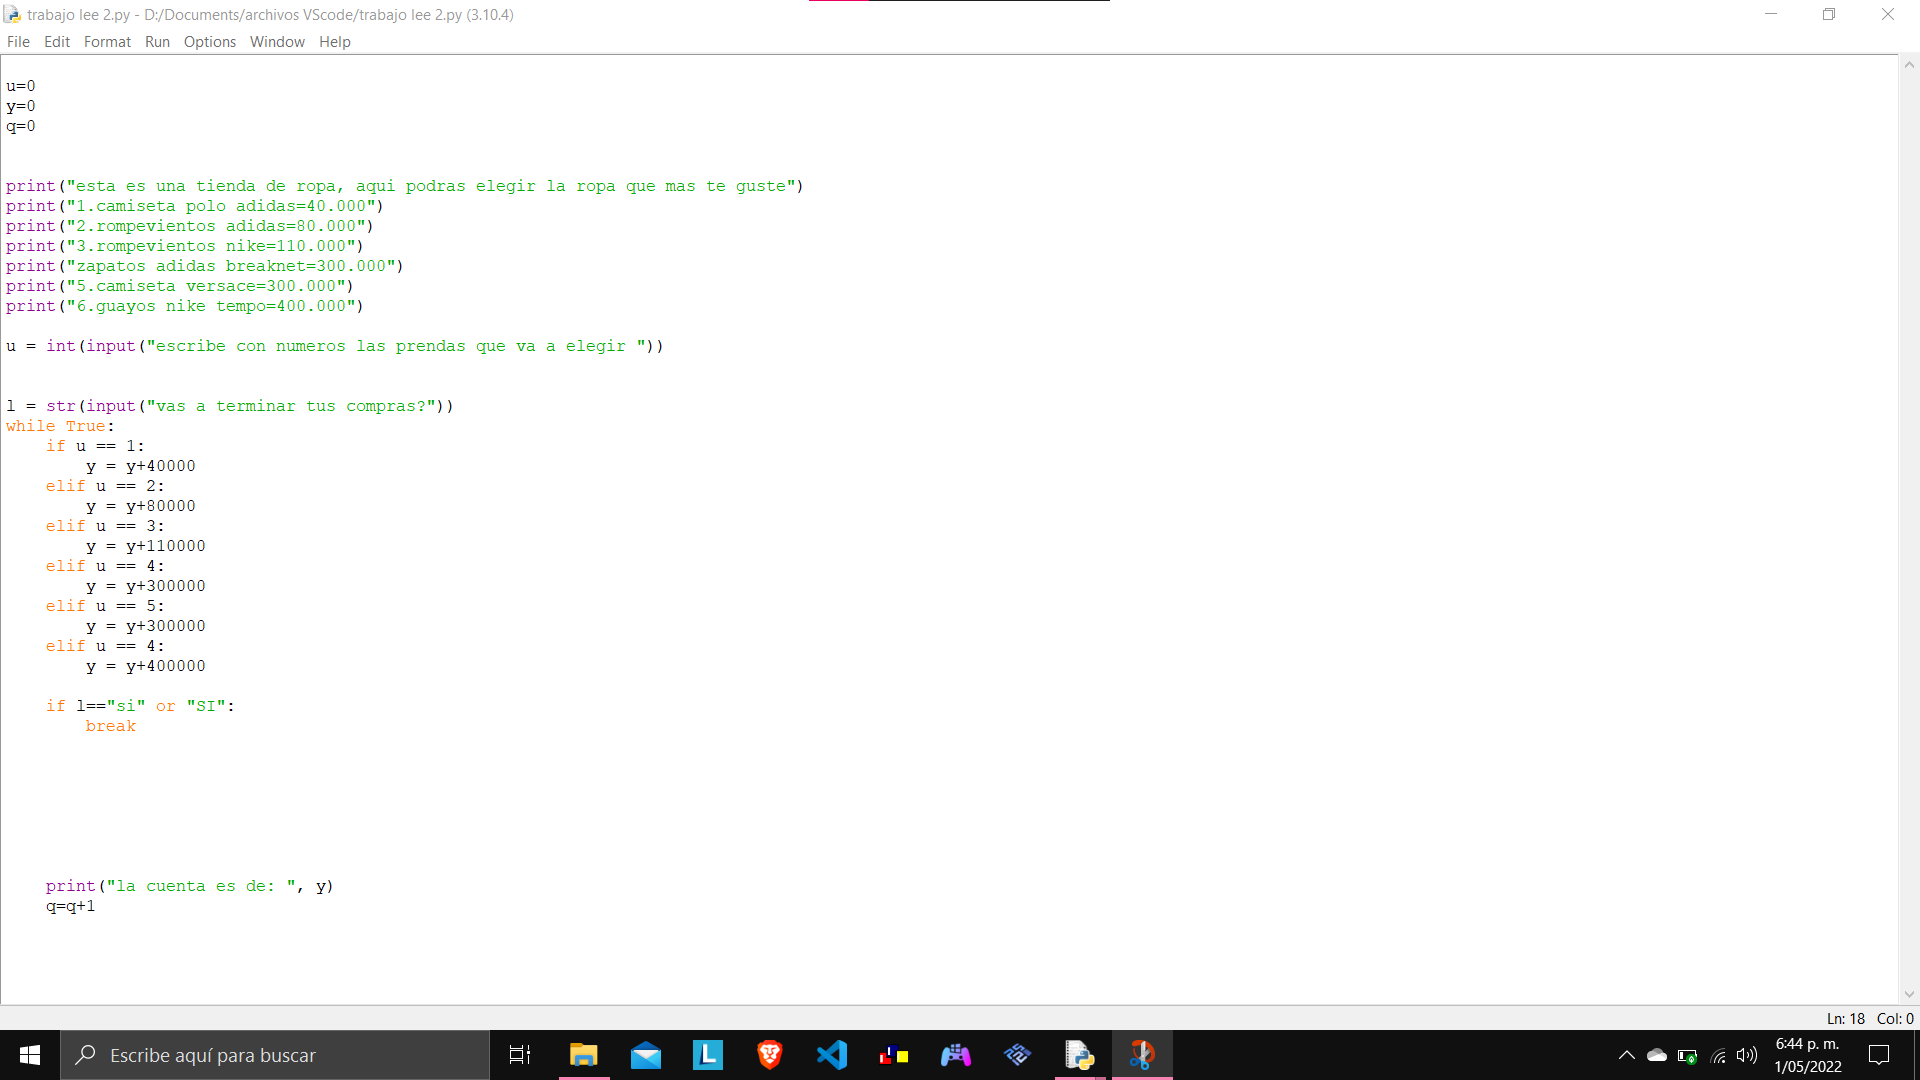 trabajo lee 2.py - D:/Documents/archivos VScode/trabajo lee 2.py (3.10.4)
File Edit Format Run Options Window Help
u=0
y=0
q=0
print("esta es una tienda de ropa, aqui podras elegir la ropa que mas te guste")
print("1.camiseta polo adidas=40.000")
print("2.rompevientos adidas=80.000")
print("3.rompevientos nike=110.000")
print("zapatos adidas breaknet=300.000")
print("5.camiseta versace=300.000")
print("6.guayos nike tempo=400.000")
u = int(input("escribe con numeros las prendas que va a elegir "))
l = str(input("vas a terminar tus compras?"))
while True:
    if u == 1:
        y = y+40000
    elif u == 2:
        y = y+80000
    elif u == 3:
        y = y+110000
    elif u == 4:
        y = y+300000
    elif u == 5:
        y = y+300000
    elif u == 4:
        y = y+400000
    if l=="si" or "SI":
        break
    print("la cuenta es de: ", y)
    q=q+1
Ln: 18 Col: 0
Escribe aquí para buscar
L
6:44 p. m.
1/05/2022